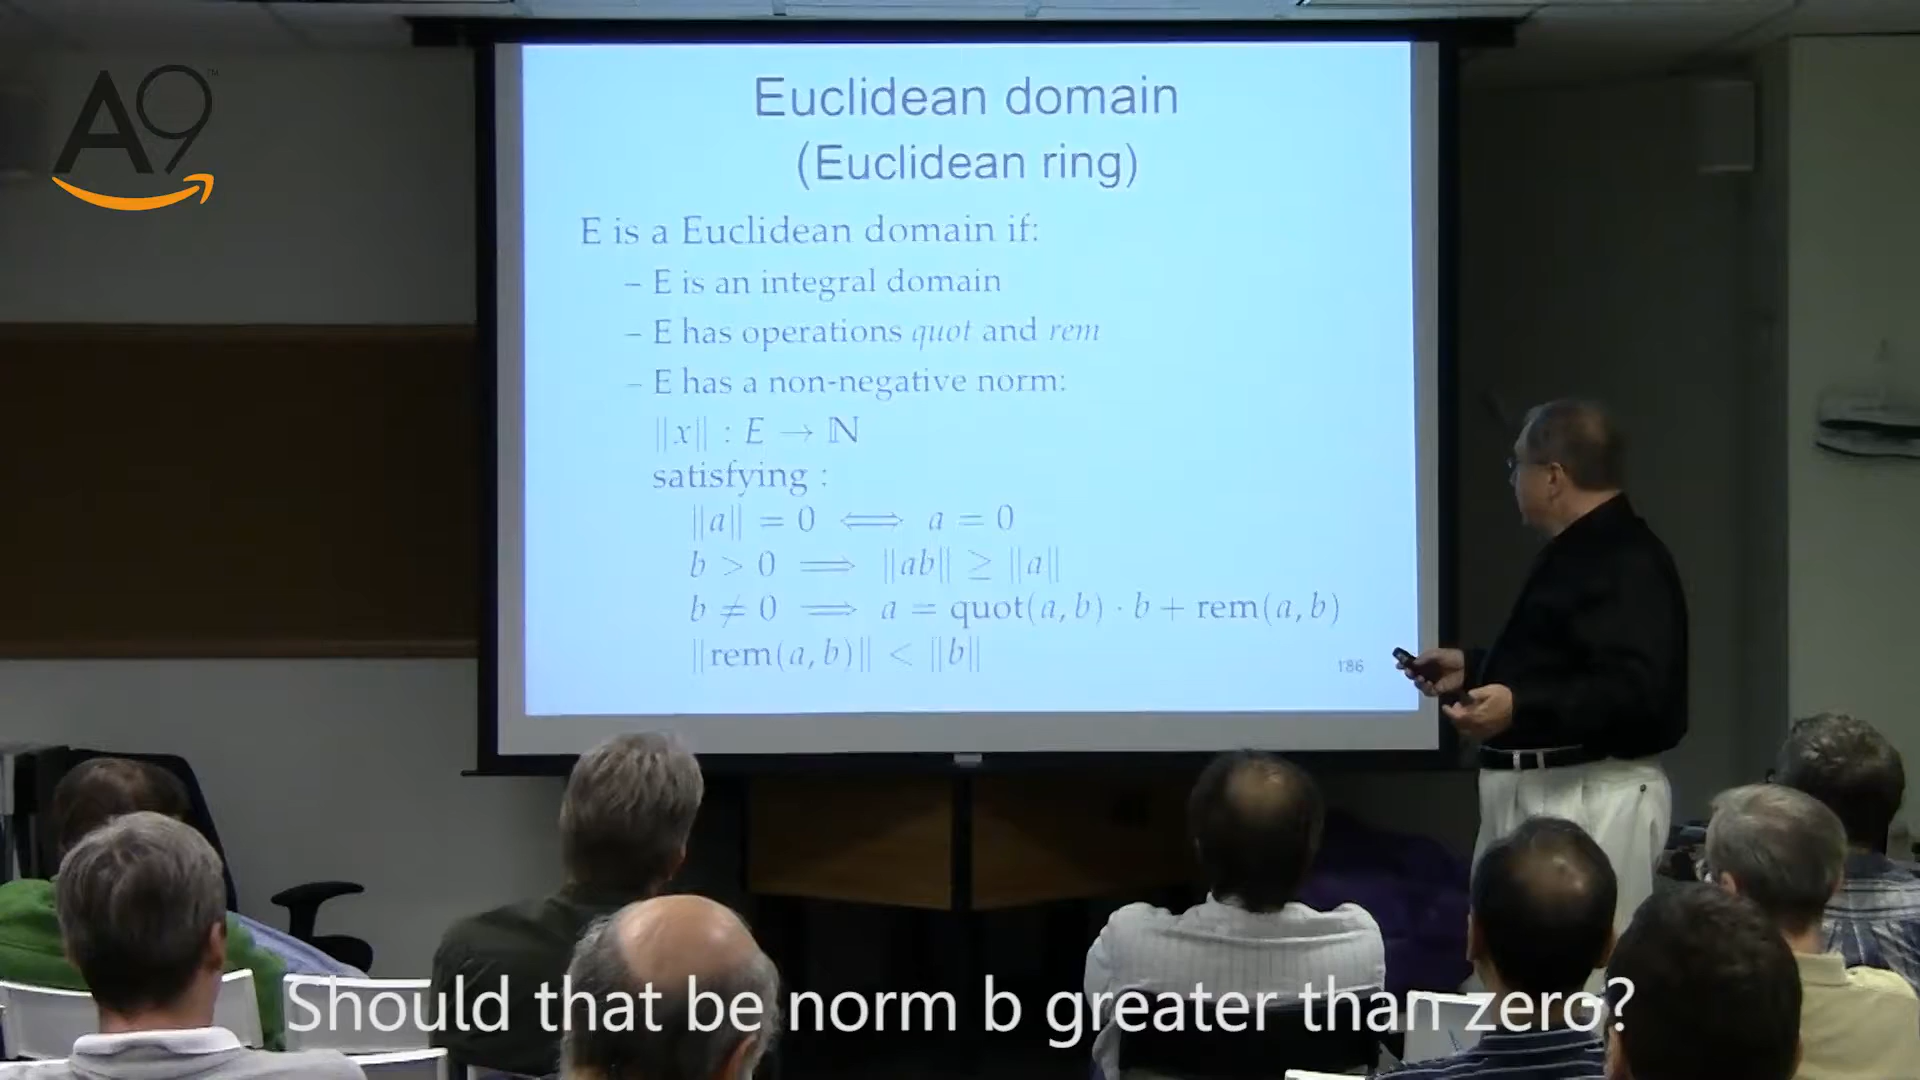 A9™
Euclidean domain
(Euclidean ring)
E is a Euclidean domain if:
– E is an integral domain
– E has operations quot and rem
– E has a non-negative norm:
||x|| : E → ℕ
satisfying :
||a|| = 0 ⟺ a = 0
b > 0 ⟹ ||ab|| ≥ ||a||
b ≠ 0 ⟹ a = quot(a, b) · b + rem(a, b)
||rem(a, b)|| < ||b||
186
Should that be norm b greater than zero?